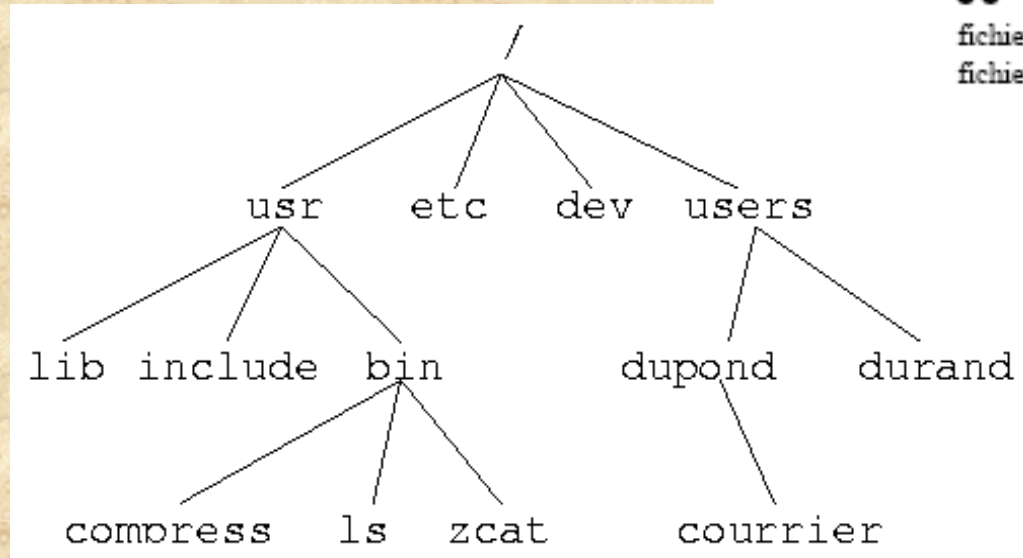 /
fichie
fichie
usr etc dev users
lib include bin dupond durand
compress ls zcat courrier